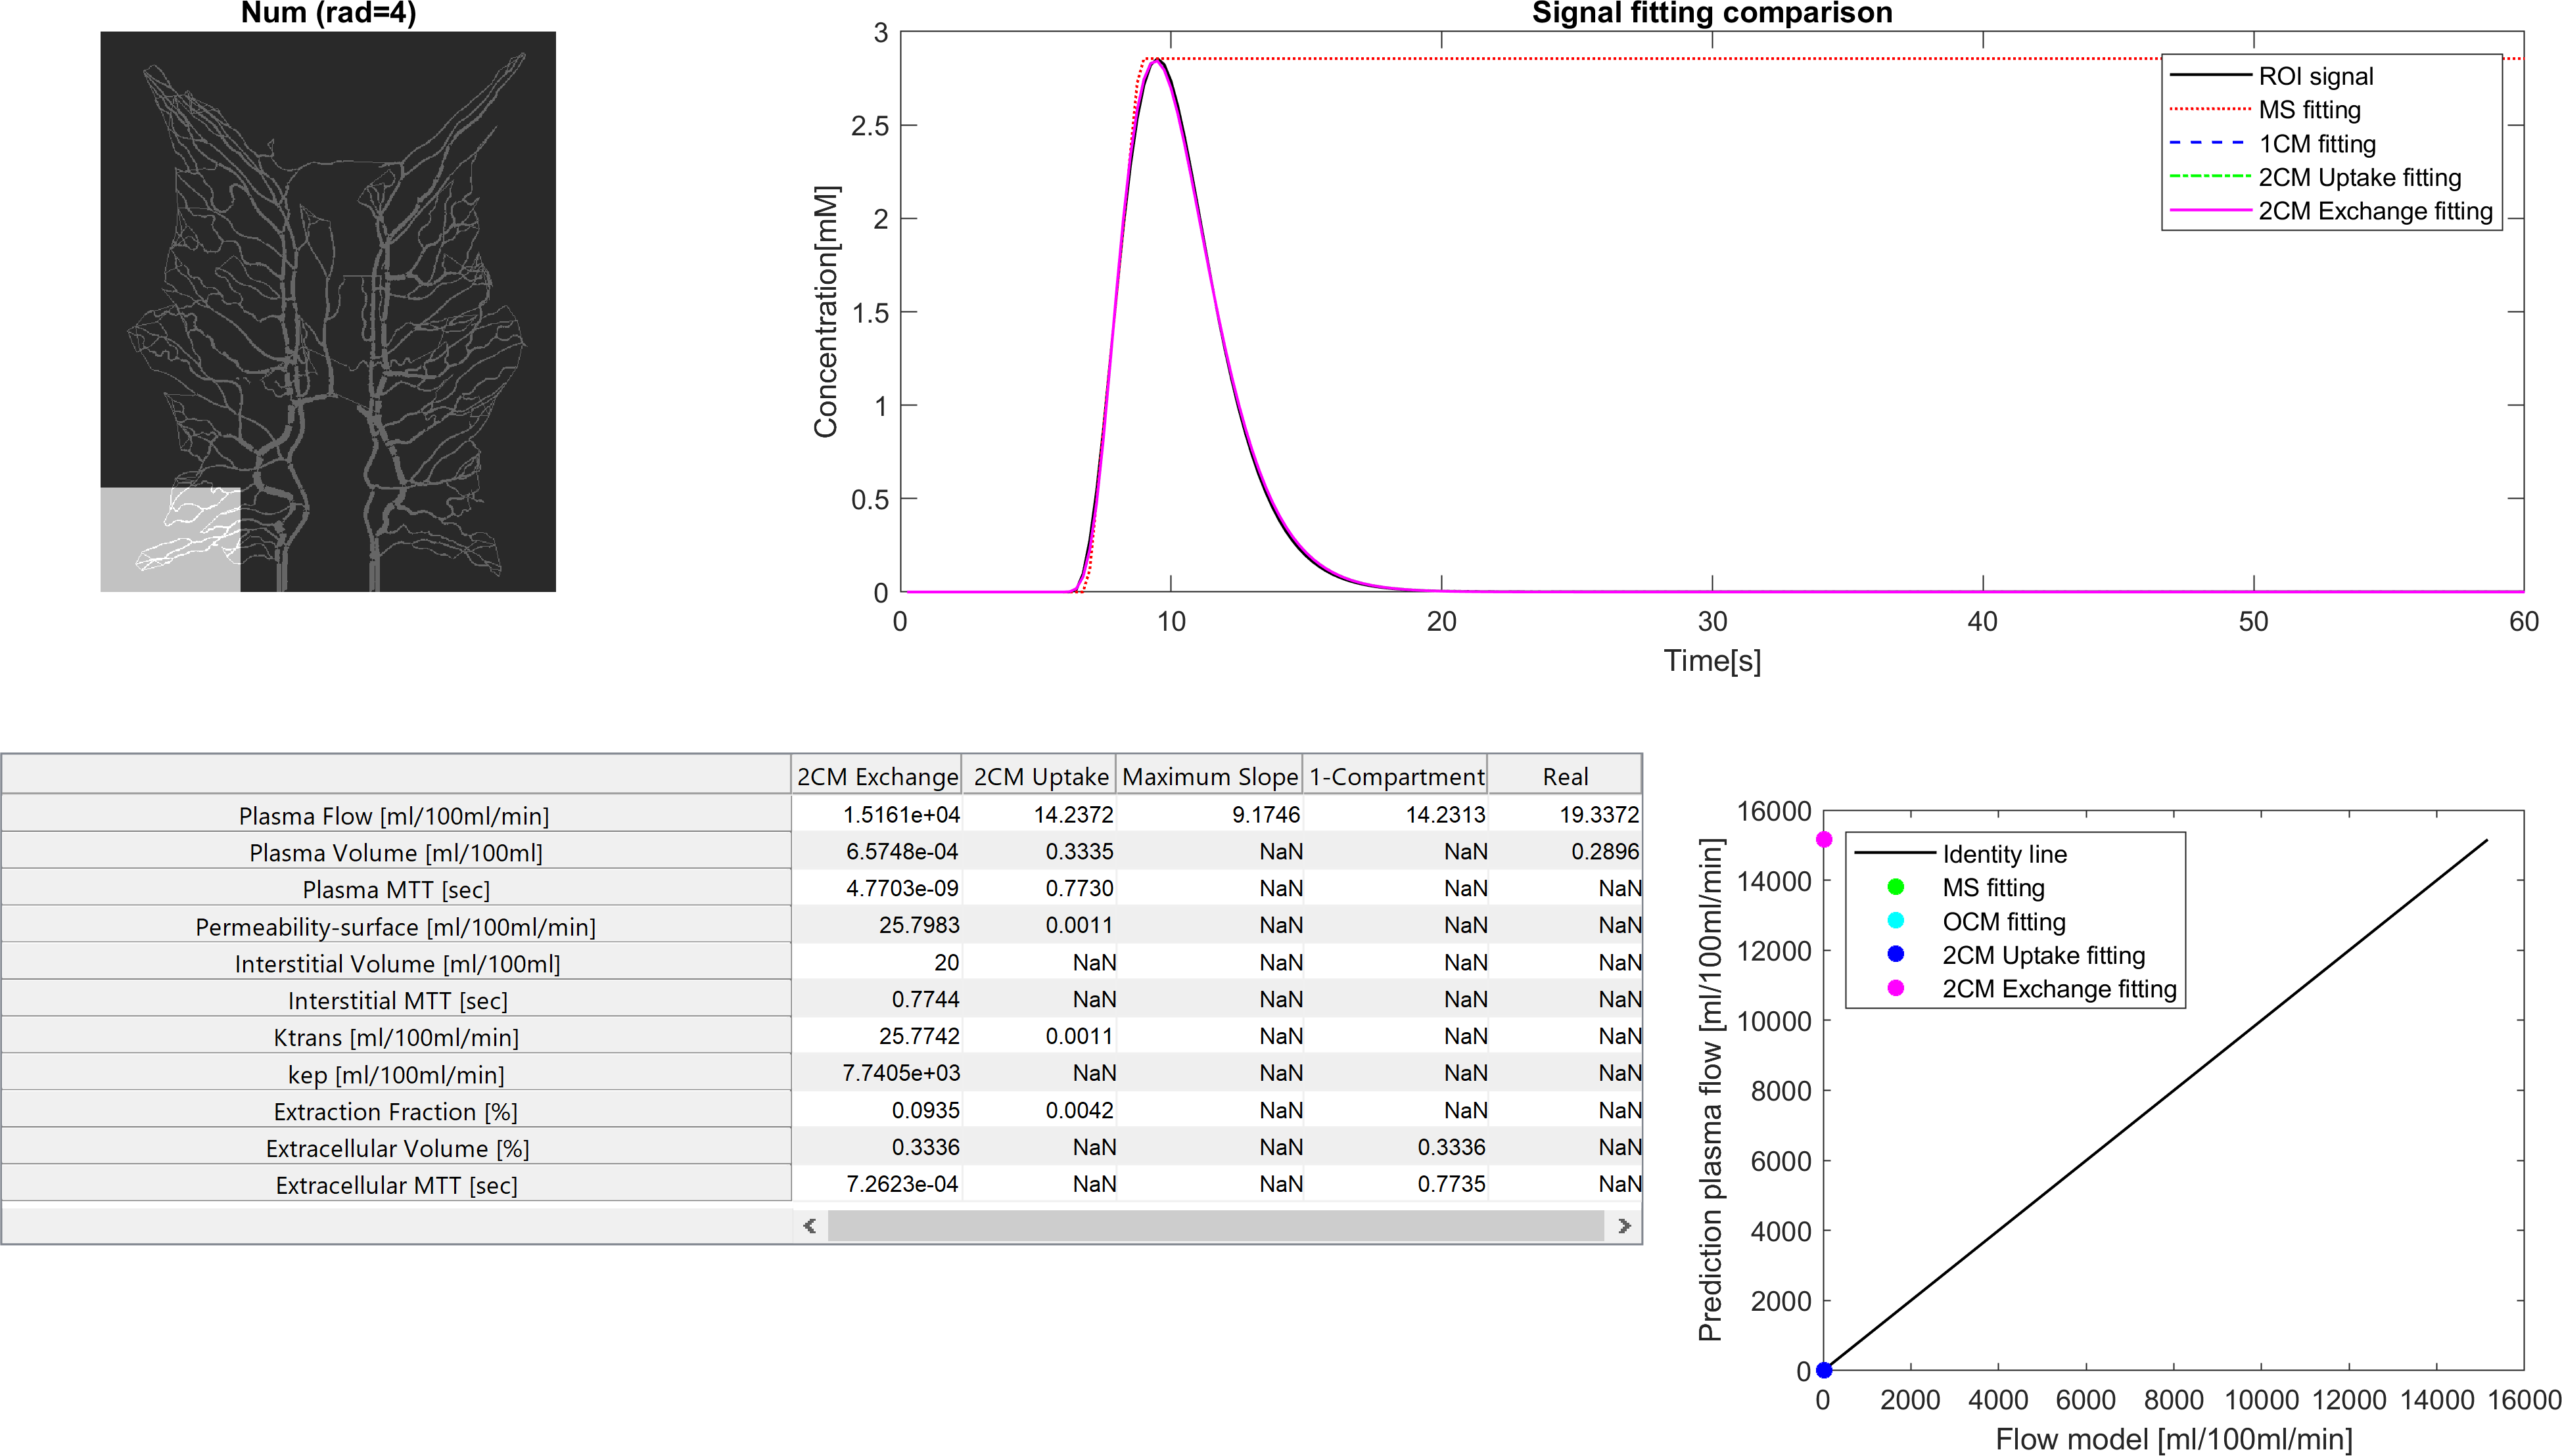 Num (rad=4)
Signal fitting comparison
3
2.5
2
1.5
1
0.5
0
Concentration[mM]
ROI signal
MS fitting
1CM fitting
2CM Uptake fitting
2CM Exchange fitting
0 10 20 30 40 50 60
Time[s]
2CM Exchange 2CM Uptake Maximum Slope 1-Compartment Real
Plasma Flow [ml/100ml/min] 1.5161e+04 14.2372 9.1746 14.2313 19.3372
Plasma Volume [ml/100ml] 6.5748e-04 0.3335 NaN NaN 0.2896
Plasma MTT [sec] 4.7703e-09 0.7730 NaN NaN NaN
Permeability-surface [ml/100ml/min] 25.7983 0.0011 NaN NaN NaN
Interstitial Volume [ml/100ml] 20 NaN NaN NaN NaN
Interstitial MTT [sec] 0.7744 NaN NaN NaN NaN
Ktrans [ml/100ml/min] 25.7742 0.0011 NaN NaN NaN
kep [ml/100ml/min] 7.7405e+03 NaN NaN NaN NaN
Extraction Fraction [%] 0.0935 0.0042 NaN NaN NaN
Extracellular Volume [%] 0.3336 NaN NaN 0.3336 NaN
Extracellular MTT [sec] 7.2623e-04 NaN NaN 0.7735 NaN
16000
14000
12000
10000
8000
6000
4000
2000
0
Prediction plasma flow [ml/100ml/min]
Identity line
MS fitting
OCM fitting
2CM Uptake fitting
2CM Exchange fitting
0 2000 4000 6000 8000 10000 12000 14000 16000
Flow model [ml/100ml/min]